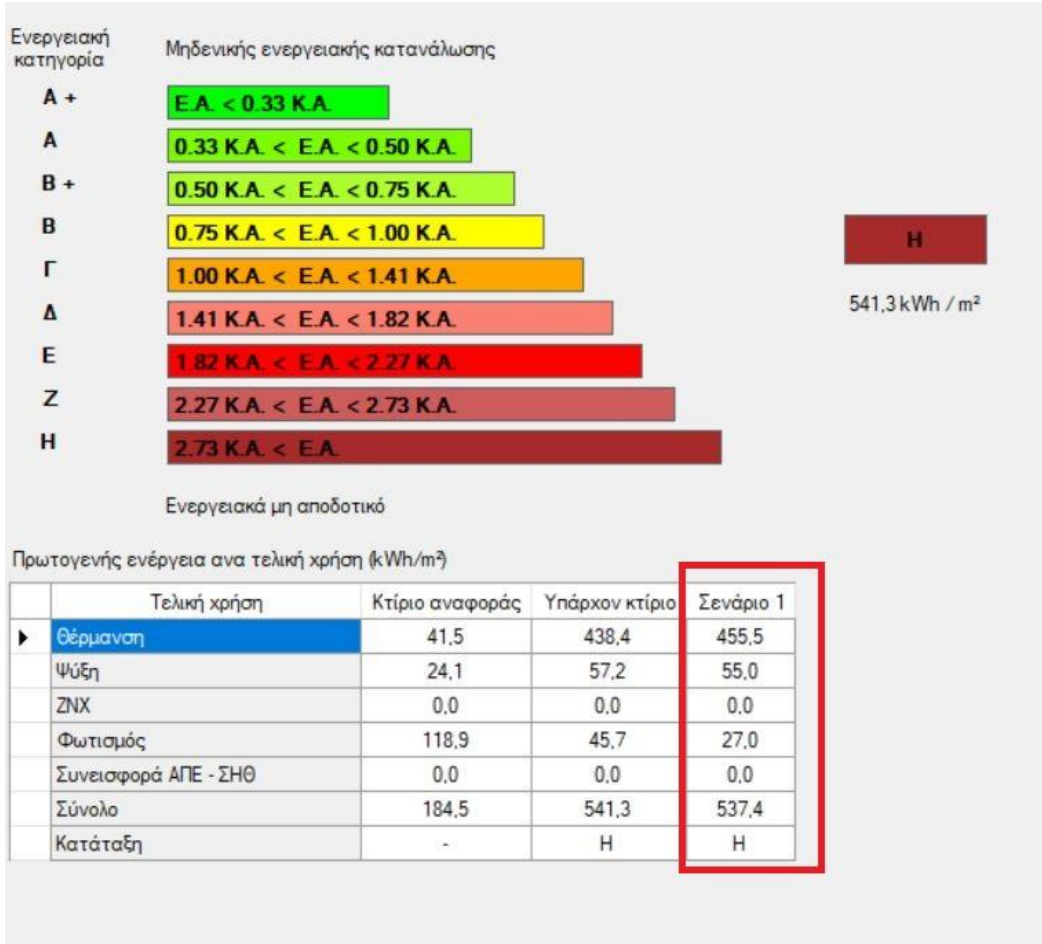 Ενεργειακή
κατηγορία
Μηδενικής ενεργειακής κατανάλωσης
A + Ε.Α. < 0.33 Κ.Α.
A 0.33 Κ.Α. < Ε.Α. < 0.50 Κ.Α.
B + 0.50 Κ.Α. < Ε.Α. < 0.75 Κ.Α.
B 0.75 Κ.Α. < Ε.Α. < 1.00 Κ.Α.
Γ 1.00 Κ.Α. < Ε.Α. < 1.41 Κ.Α.
Δ 1.41 Κ.Α. < Ε.Α. < 1.82 Κ.Α.
Ε 1.82 Κ.Α. < Ε.Α. < 2.27 Κ.Α.
Ζ 2.27 Κ.Α. < Ε.Α. < 2.73 Κ.Α.
Η 2.73 Κ.Α. < Ε.Α.
Η
541,3 kWh / m²
Ενεργειακά μη αποδοτικό
Πρωτογενής ενέργεια ανα τελική χρήση (kWh/m²)
Τελική χρήση Κτίριο αναφοράς Υπάρχον κτίριο Σενάριο 1
Θέρμανση 41,5 438,4 455,5
Ψύξη 24,1 57,2 55,0
ΖΝΧ 0,0 0,0 0,0
Φωτισμός 118,9 45,7 27,0
Συνεισφορά ΑΠΕ - ΣΗΘ 0,0 0,0 0,0
Σύνολο 184,5 541,3 537,4
Κατάταξη - Η Η